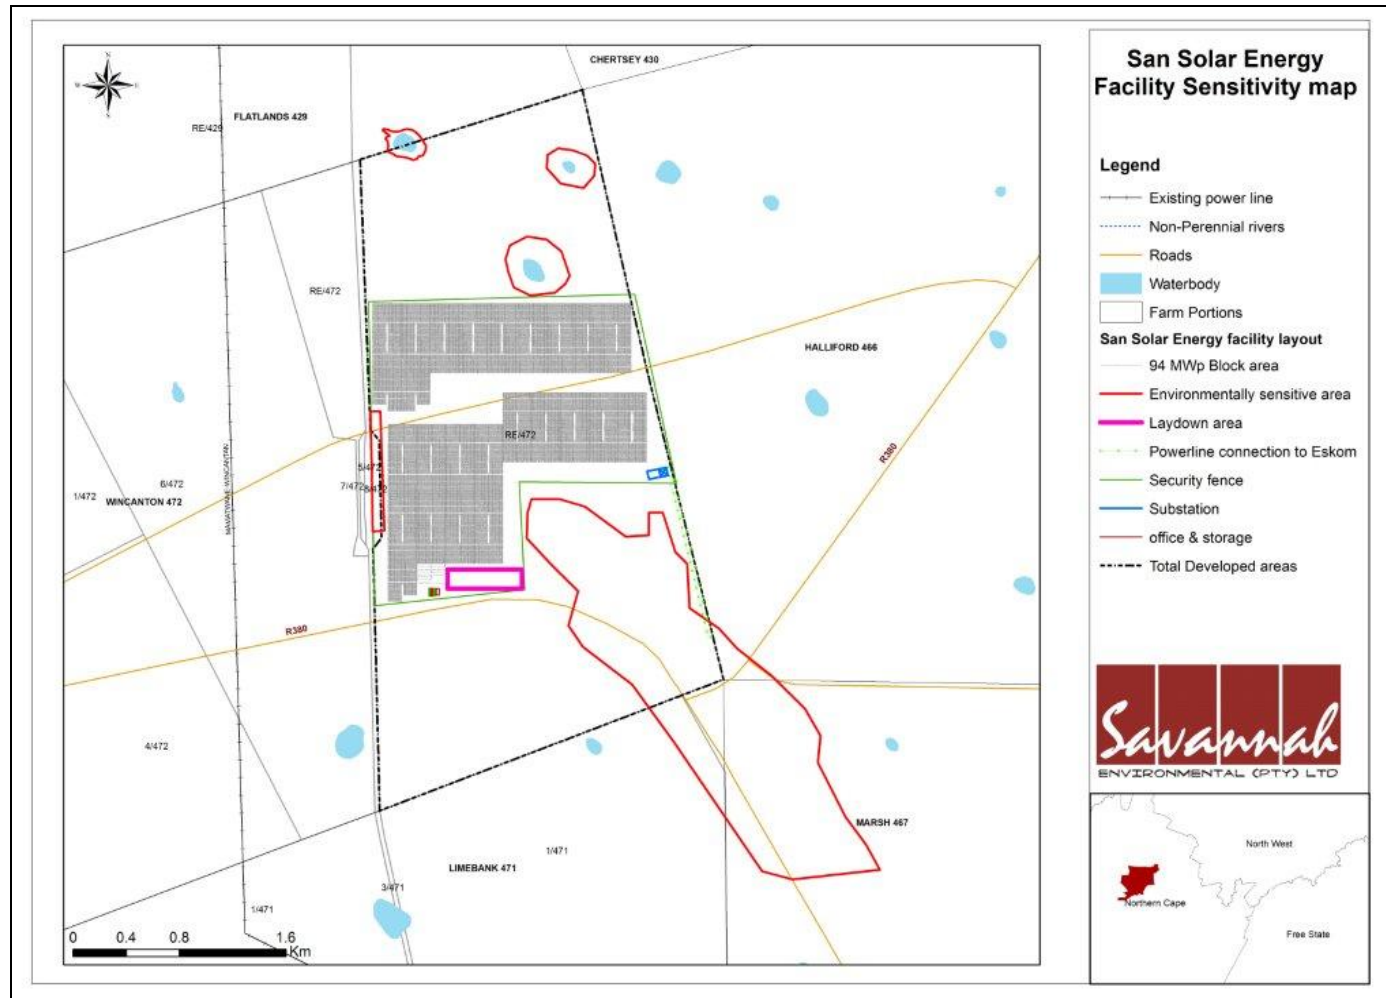 San Solar Energy
Facility Sensitivity map
Legend
Existing power line
Non-Perennial rivers
Roads
Waterbody
Farm Portions
San Solar Energy facility layout
94 MWp Block area
Environmentally sensitive area
Laydown area
Powerline connection to Eskom
Security fence
Substation
office & storage
Total Developed areas
Savannah
ENVIRONMENTAL (PTY) LTD
North West
Northern Cape
Free State
N
W
E
S
CHERTSEY 430
FLATLANDS 429
RE/429
RE/472
HALLIFORD 466
RE/472
R380
5/472
7/472
6/472
1/472
WINCANTON 472
R380
4/472
MARSH 467
1/471
LIMEBANK 471
3/471
1/471
0 0.4 0.8 1.6
Km